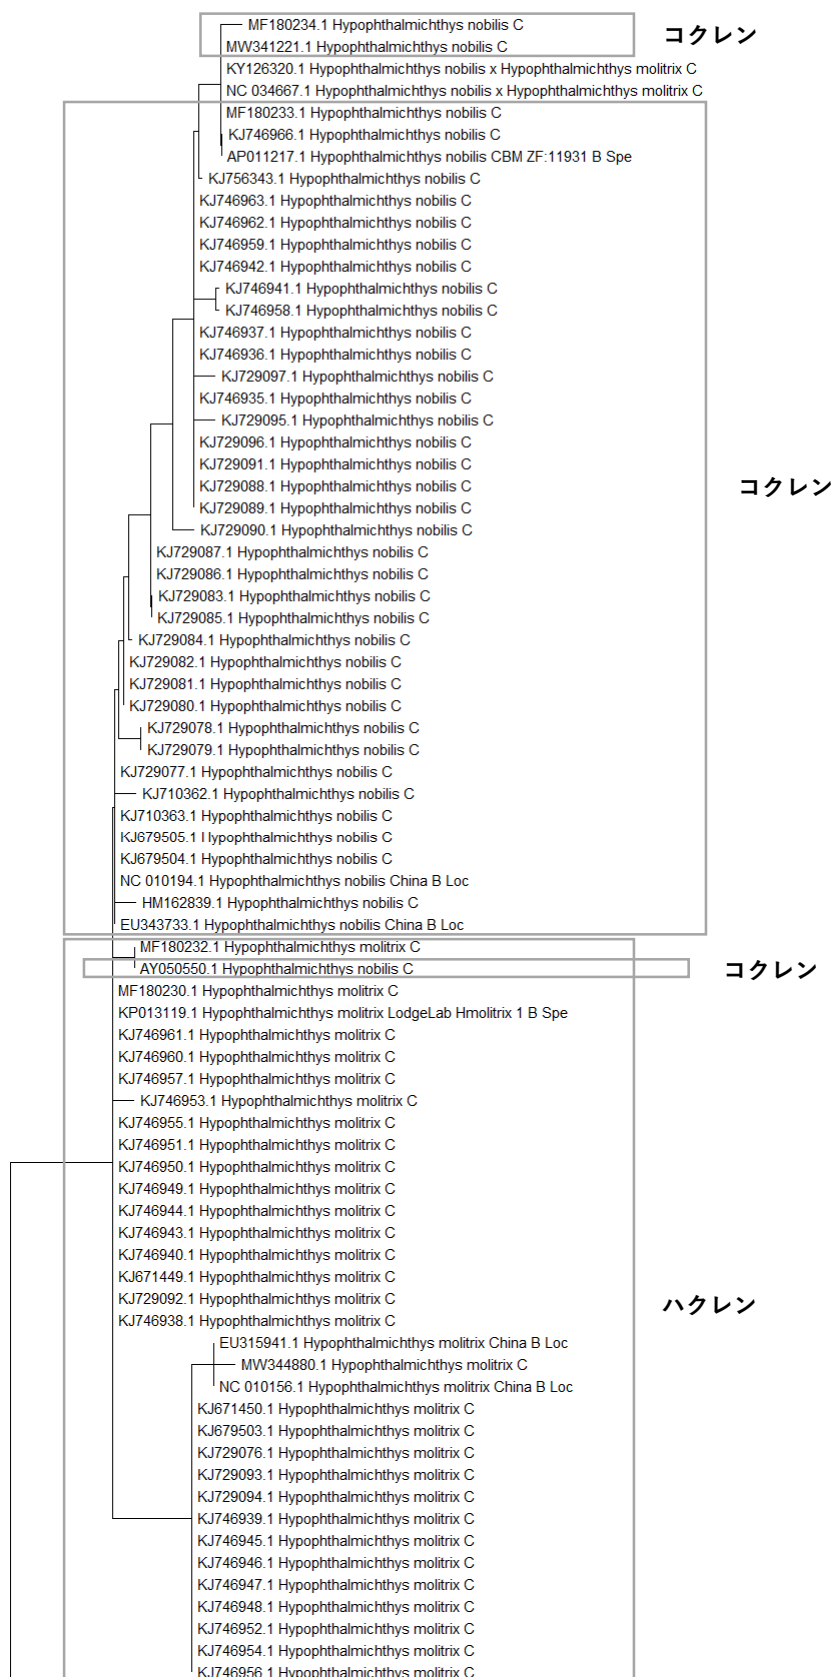 MF180234.1 Hypophthalmichthys nobilis C
コクレン
MW341221.1 Hypophthalmichthys nobilis C
KY126320.1 Hypophthalmichthys nobilis x Hypophthalmichthys molitrix C
NC 034667.1 Hypophthalmichthys nobilis x Hypophthalmichthys molitrix C
MF180233.1 Hypophthalmichthys nobilis C
KJ746966.1 Hypophthalmichthys nobilis C
AP011217.1 Hypophthalmichthys nobilis CBM ZF:11931 B Spe
KJ756343.1 Hypophthalmichthys nobilis C
KJ746963.1 Hypophthalmichthys nobilis C
KJ746962.1 Hypophthalmichthys nobilis C
KJ746959.1 Hypophthalmichthys nobilis C
KJ746942.1 Hypophthalmichthys nobilis C
KJ746941.1 Hypophthalmichthys nobilis C
KJ746958.1 Hypophthalmichthys nobilis C
KJ746937.1 Hypophthalmichthys nobilis C
KJ746936.1 Hypophthalmichthys nobilis C
KJ729097.1 Hypophthalmichthys nobilis C
KJ746935.1 Hypophthalmichthys nobilis C
KJ729095.1 Hypophthalmichthys nobilis C
KJ729096.1 Hypophthalmichthys nobilis C
KJ729091.1 Hypophthalmichthys nobilis C
KJ729088.1 Hypophthalmichthys nobilis C
コクレン
KJ729089.1 Hypophthalmichthys nobilis C
KJ729090.1 Hypophthalmichthys nobilis C
KJ729087.1 Hypophthalmichthys nobilis C
KJ729086.1 Hypophthalmichthys nobilis C
KJ729083.1 Hypophthalmichthys nobilis C
KJ729085.1 Hypophthalmichthys nobilis C
KJ729084.1 Hypophthalmichthys nobilis C
KJ729082.1 Hypophthalmichthys nobilis C
KJ729081.1 Hypophthalmichthys nobilis C
KJ729080.1 Hypophthalmichthys nobilis C
KJ729078.1 Hypophthalmichthys nobilis C
KJ729079.1 Hypophthalmichthys nobilis C
KJ729077.1 Hypophthalmichthys nobilis C
KJ710362.1 Hypophthalmichthys nobilis C
KJ710363.1 Hypophthalmichthys nobilis C
KJ679505.1 Hypophthalmichthys nobilis C
KJ679504.1 Hypophthalmichthys nobilis C
NC 010194.1 Hypophthalmichthys nobilis China B Loc
HM162839.1 Hypophthalmichthys nobilis C
EU343733.1 Hypophthalmichthys nobilis China B Loc
MF180232.1 Hypophthalmichthys molitrix C
AY050550.1 Hypophthalmichthys nobilis C
コクレン
MF180230.1 Hypophthalmichthys molitrix C
KP013119.1 Hypophthalmichthys molitrix LodgeLab Hmolitrix 1 B Spe
KJ746961.1 Hypophthalmichthys molitrix C
KJ746960.1 Hypophthalmichthys molitrix C
KJ746957.1 Hypophthalmichthys molitrix C
KJ746953.1 Hypophthalmichthys molitrix C
KJ746955.1 Hypophthalmichthys molitrix C
KJ746951.1 Hypophthalmichthys molitrix C
KJ746950.1 Hypophthalmichthys molitrix C
KJ746949.1 Hypophthalmichthys molitrix C
KJ746944.1 Hypophthalmichthys molitrix C
KJ746943.1 Hypophthalmichthys molitrix C
KJ746940.1 Hypophthalmichthys molitrix C
KJ671449.1 Hypophthalmichthys molitrix C
KJ729092.1 Hypophthalmichthys molitrix C
ハクレン
KJ746938.1 Hypophthalmichthys molitrix C
EU315941.1 Hypophthalmichthys molitrix China B Loc
MW344880.1 Hypophthalmichthys molitrix C
NC 010156.1 Hypophthalmichthys molitrix China B Loc
KJ671450.1 Hypophthalmichthys molitrix C
KJ679503.1 Hypophthalmichthys molitrix C
KJ729076.1 Hypophthalmichthys molitrix C
KJ729093.1 Hypophthalmichthys molitrix C
KJ729094.1 Hypophthalmichthys molitrix C
KJ746939.1 Hypophthalmichthys molitrix C
KJ746945.1 Hypophthalmichthys molitrix C
KJ746946.1 Hypophthalmichthys molitrix C
KJ746947.1 Hypophthalmichthys molitrix C
KJ746948.1 Hypophthalmichthys molitrix C
KJ746952.1 Hypophthalmichthys molitrix C
KJ746954.1 Hypophthalmichthys molitrix C
KJ746956.1 Hypophthalmichthys molitrix C